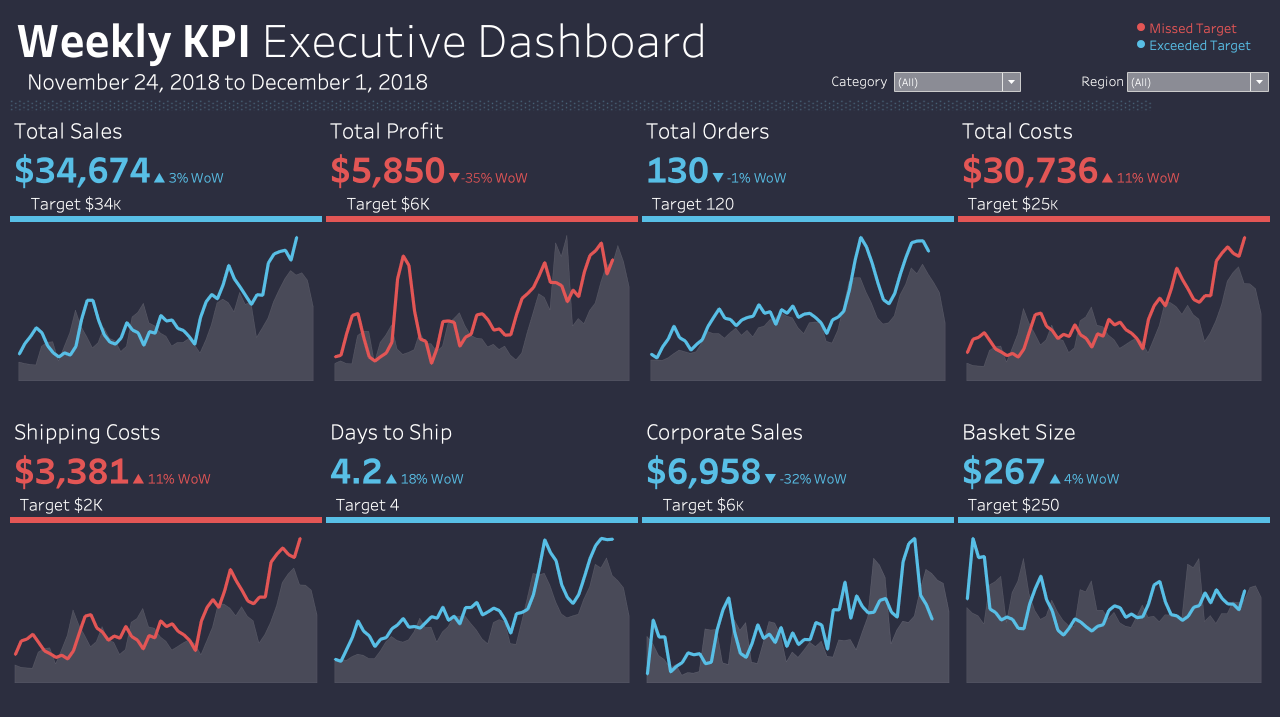 Weekly KPI Executive Dashboard
November 24, 2018 to December 1, 2018
Missed Target
Exceeded Target
Category (All)
Region (All)
Total Sales
$34,674 ▲ 3% WoW
Target $34K
Total Profit
$5,850 ▼ -35% WoW
Target $6K
Total Orders
130 ▼ -1% WoW
Target 120
Total Costs
$30,736 ▲ 11% WoW
Target $25K
Shipping Costs
$3,381 ▲ 11% WoW
Target $2K
Days to Ship
4.2 ▲ 18% WoW
Target 4
Corporate Sales
$6,958 ▼ -32% WoW
Target $6K
Basket Size
$267 ▲ 4% WoW
Target $250